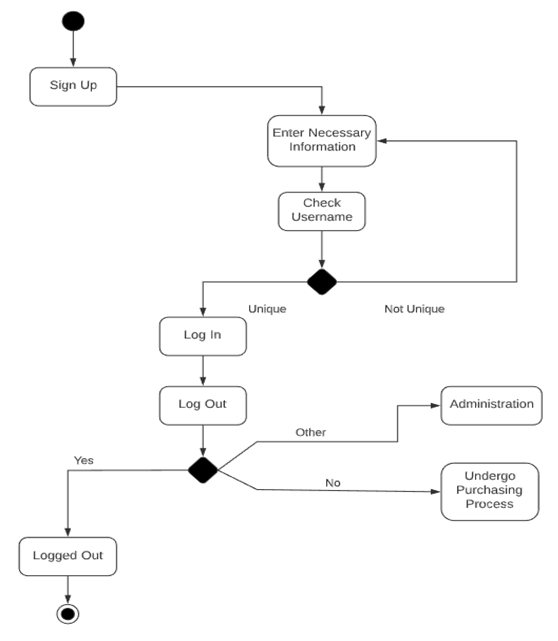 Sign Up
Enter Necessary
Information
Check
Username
Unique
Not Unique
Log In
Log Out
Other
Administration
Yes
No
Undergo
Purchasing
Process
Logged Out